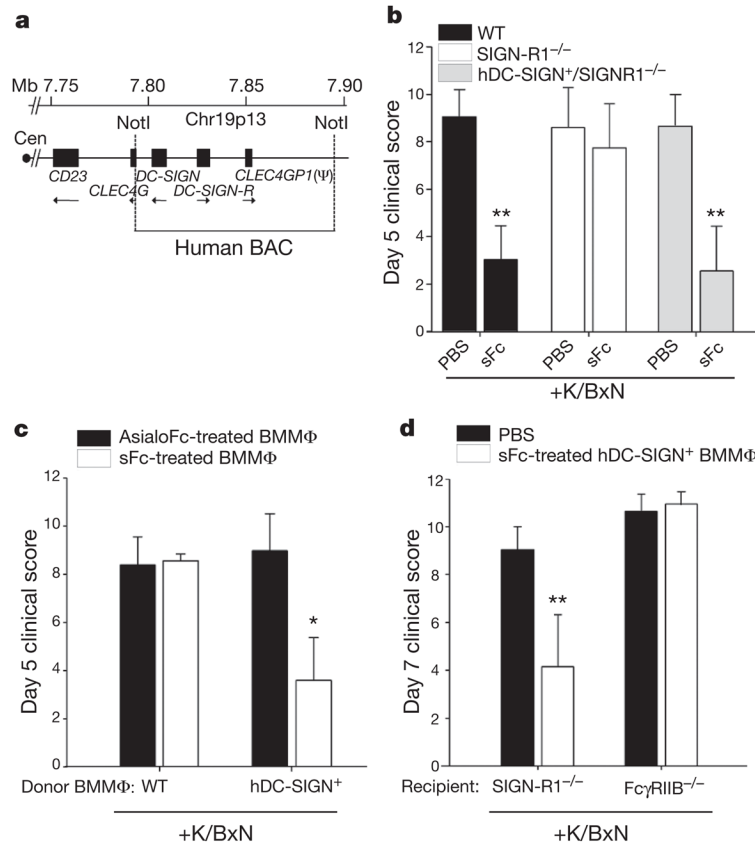 a
Mb 7.75 7.80 7.85 7.90
Chr19p13
NotI NotI
Cen
CD23 DC-SIGN CLEC4GP1(Ψ)
CLEC4G DC-SIGN-R
Human BAC
b
WT
SIGN-R1–/–
hDC-SIGN+/SIGNR1–/–
Day 5 clinical score
12
10
8
6
4
2
0
** **
PBS sFc PBS sFc PBS sFc
+K/BxN
c
AsialoFc-treated BMMΦ
sFc-treated BMMΦ
Day 5 clinical score
12
10
8
6
4
2
0
*
Donor BMMΦ: WT hDC-SIGN+
+K/BxN
d
PBS
sFc-treated hDC-SIGN+ BMMΦ
Day 7 clinical score
12
10
8
6
4
2
0
**
Recipient: SIGN-R1–/– FcγRIIB–/–
+K/BxN